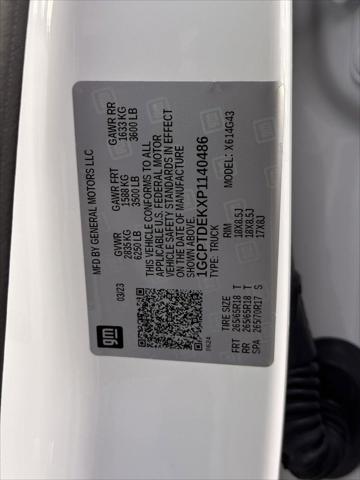 MFD BY GENERAL MOTORS LLC
03/23
GVWR
2835 KG
6250 LB
GAWR FRT
1588 KG
3500 LB
GAWR RR
1633 KG
3600 LB
THIS VEHICLE CONFORMS TO ALL
APPLICABLE U.S. FEDERAL MOTOR
VEHICLE SAFETY STANDARDS IN EFFECT
ON THE DATE OF MANUFACTURE
SHOWN ABOVE.
1GCPTDEKXP1140486
TYPE: TRUCK
MODEL: X614G43
gm
TIRE SIZE
RIM
FRT 265/65R18 T 18X8.5J
RR 265/65R18 T 18X8.5J
SPA 265/70R17 S 17X8J